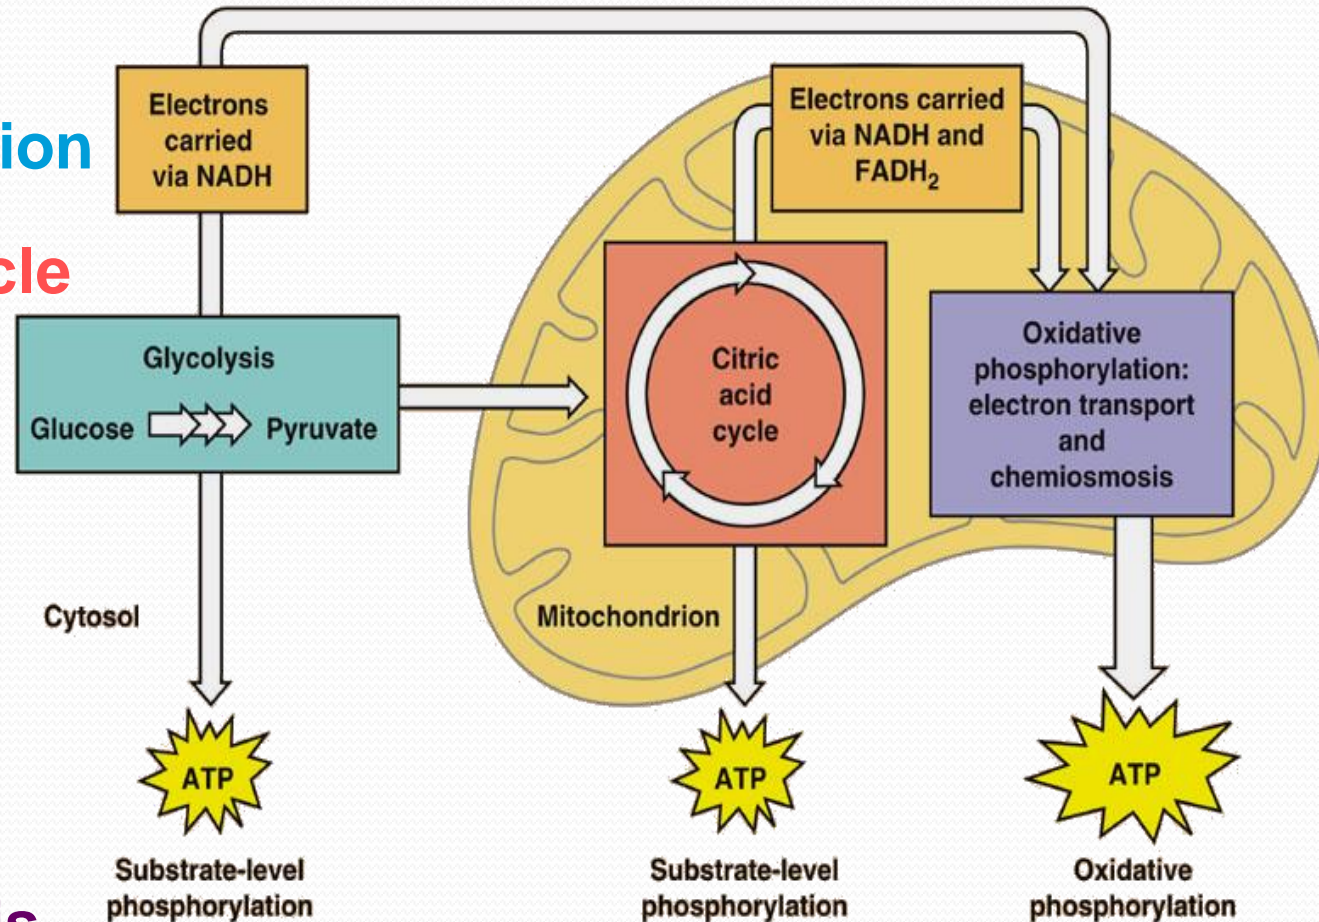 Electrons
carried
via NADH
Electrons carried
via NADH and
FADH₂
Glycolysis
Glucose
Pyruvate
Citric
acid
cycle
Oxidative
phosphorylation:
electron transport
and
chemiosmosis
Cytosol
Mitochondrion
ATP
ATP
ATP
Substrate-level
phosphorylation
Substrate-level
phosphorylation
Oxidative
phosphorylation
ion
cle
is